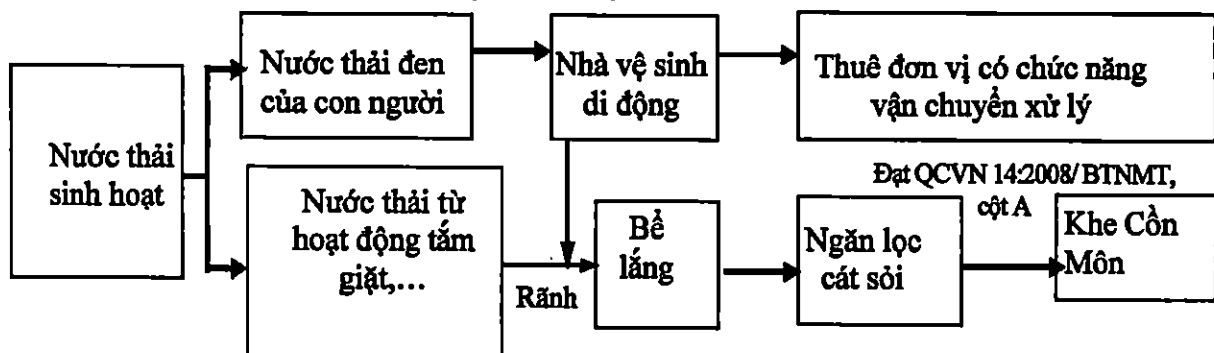 Nước thải
sinh hoạt
Nước thải đen
của con người
Nhà vệ sinh
di động
Thuê đơn vị có chức năng
vận chuyển xử lý
Nước thải từ
hoạt động tắm
giặt,...
Rãnh
Bể
lắng
Ngăn lọc
cát sỏi
Đạt QCVN 14:2008/ BTNMT,
cột A
Khe Cồn
Môn